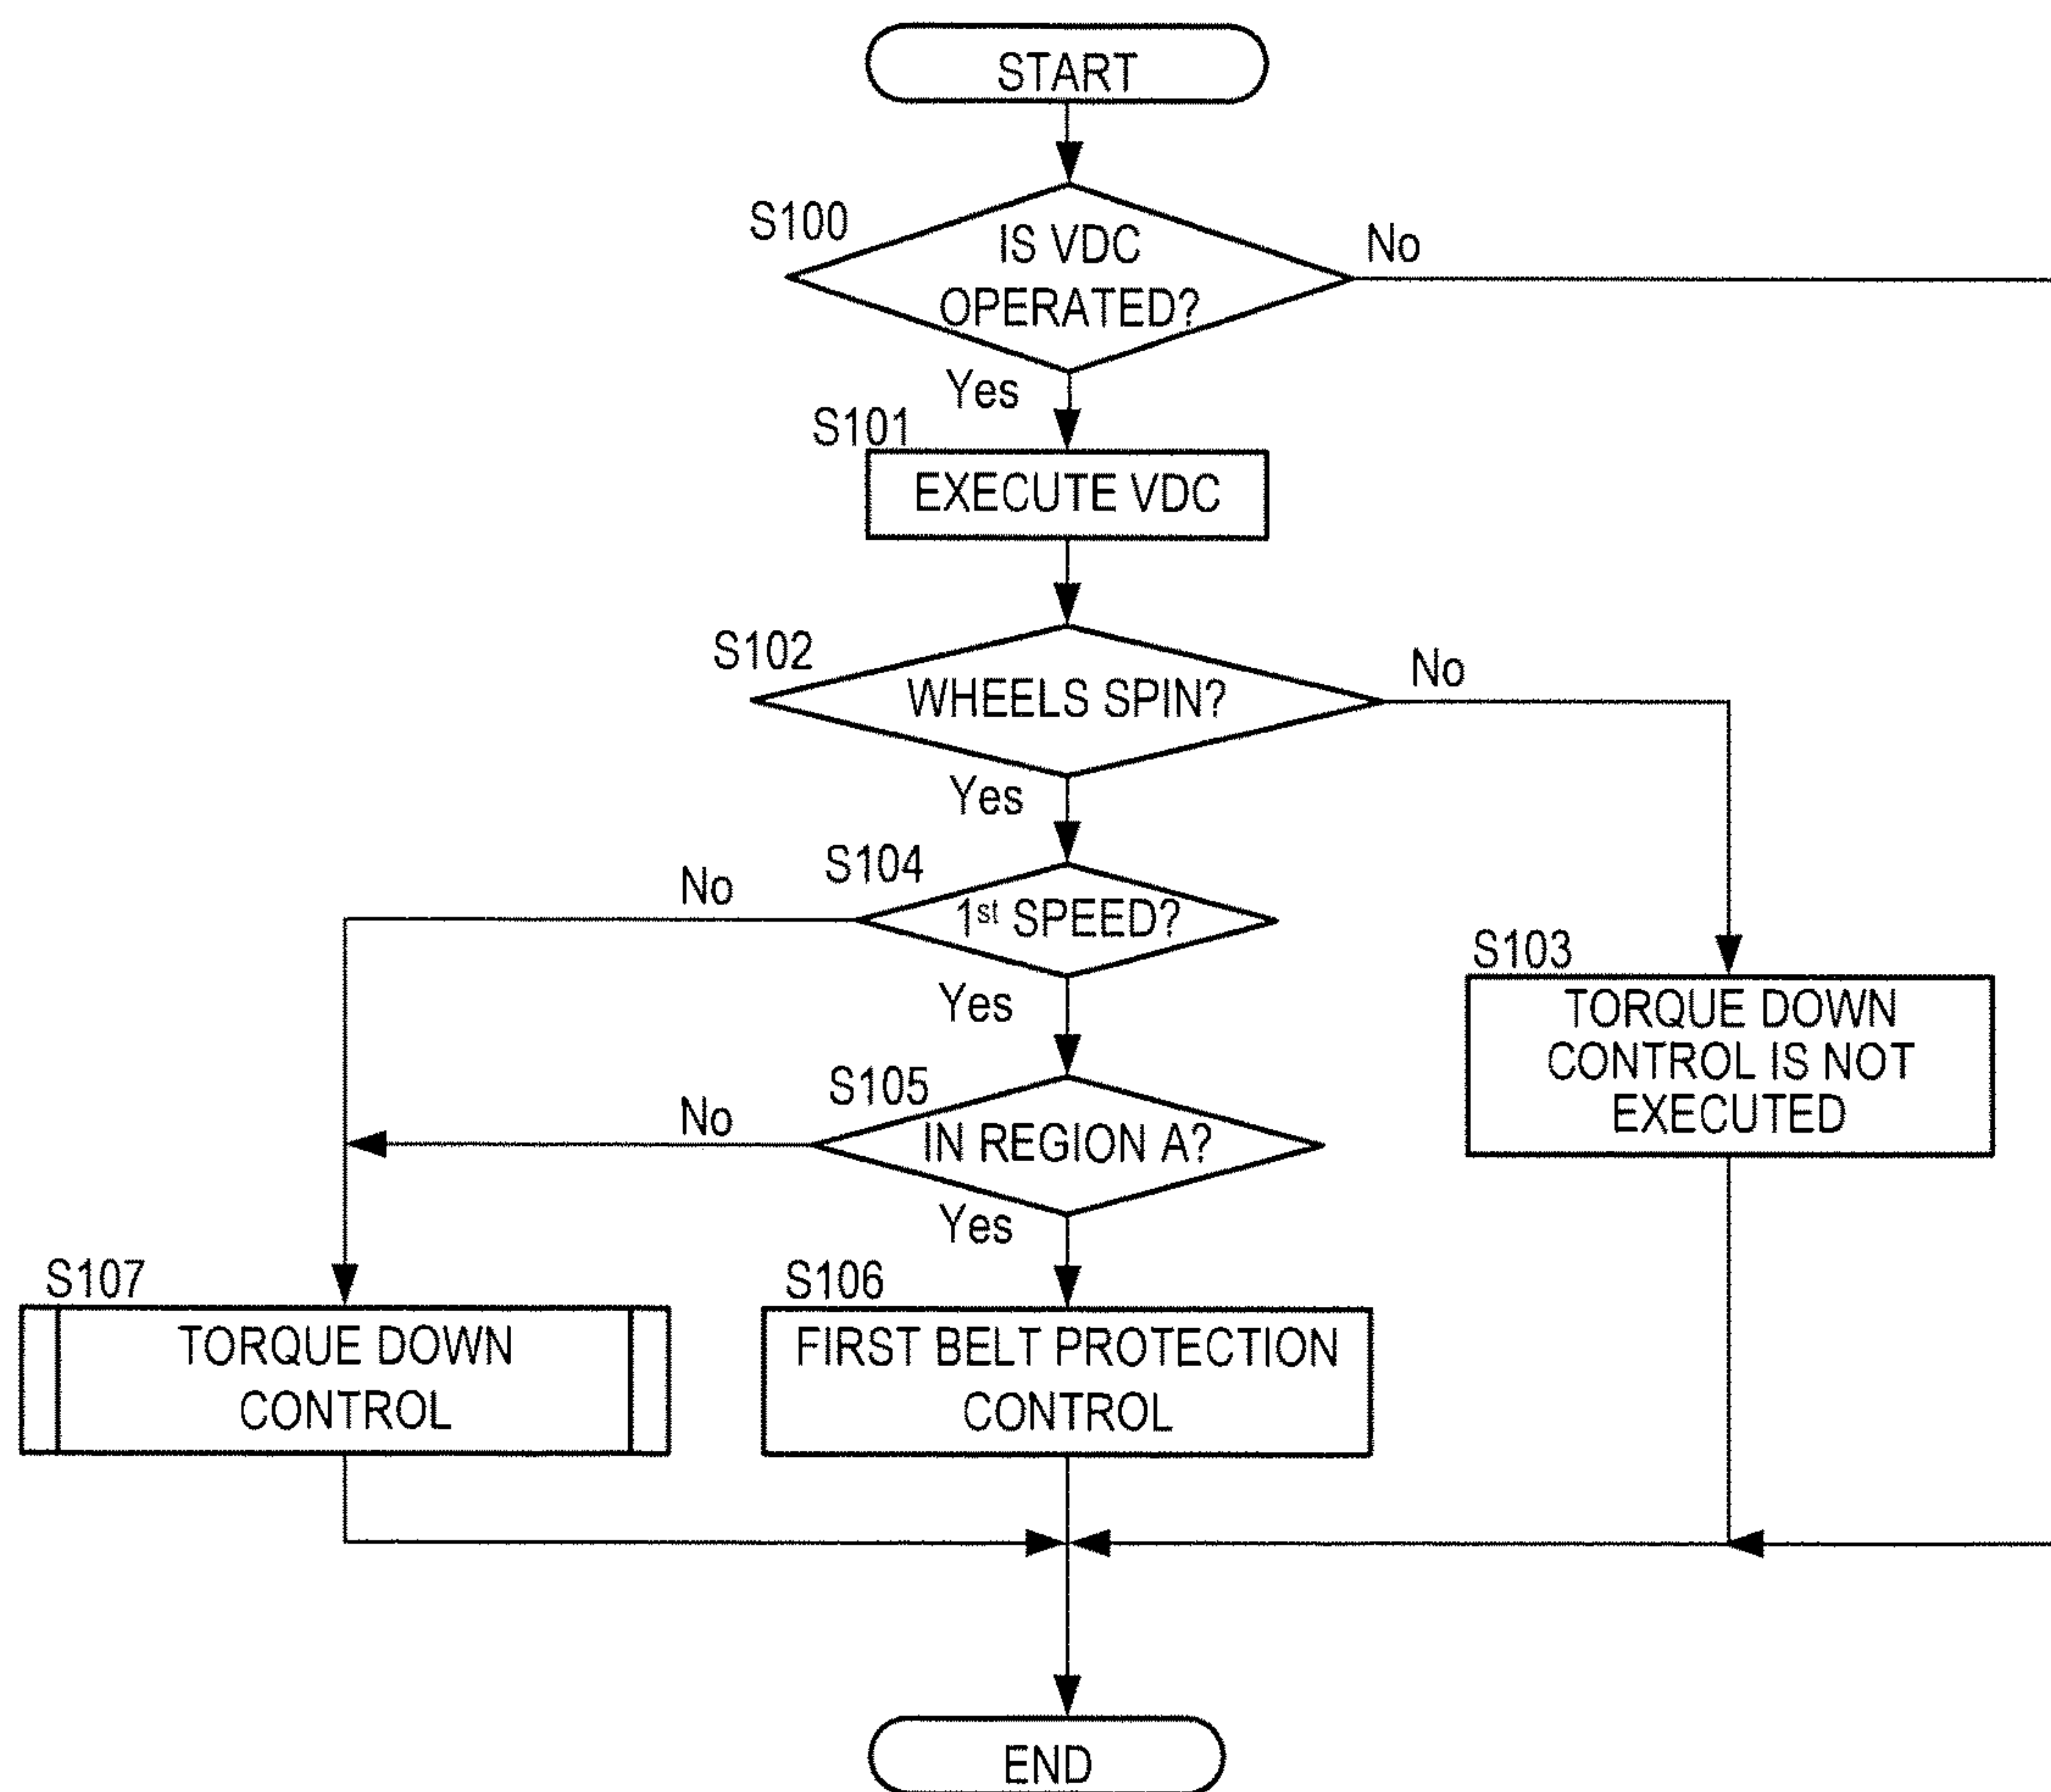 START
S100
IS VDC
OPERATED?
No
Yes
S101
EXECUTE VDC
S102
WHEELS SPIN?
No
Yes
S104
No
1st SPEED?
Yes
S103
TORQUE DOWN
CONTROL IS NOT
EXECUTED
S105
No
IN REGION A?
Yes
S107
TORQUE DOWN
CONTROL
S106
FIRST BELT PROTECTION
CONTROL
END